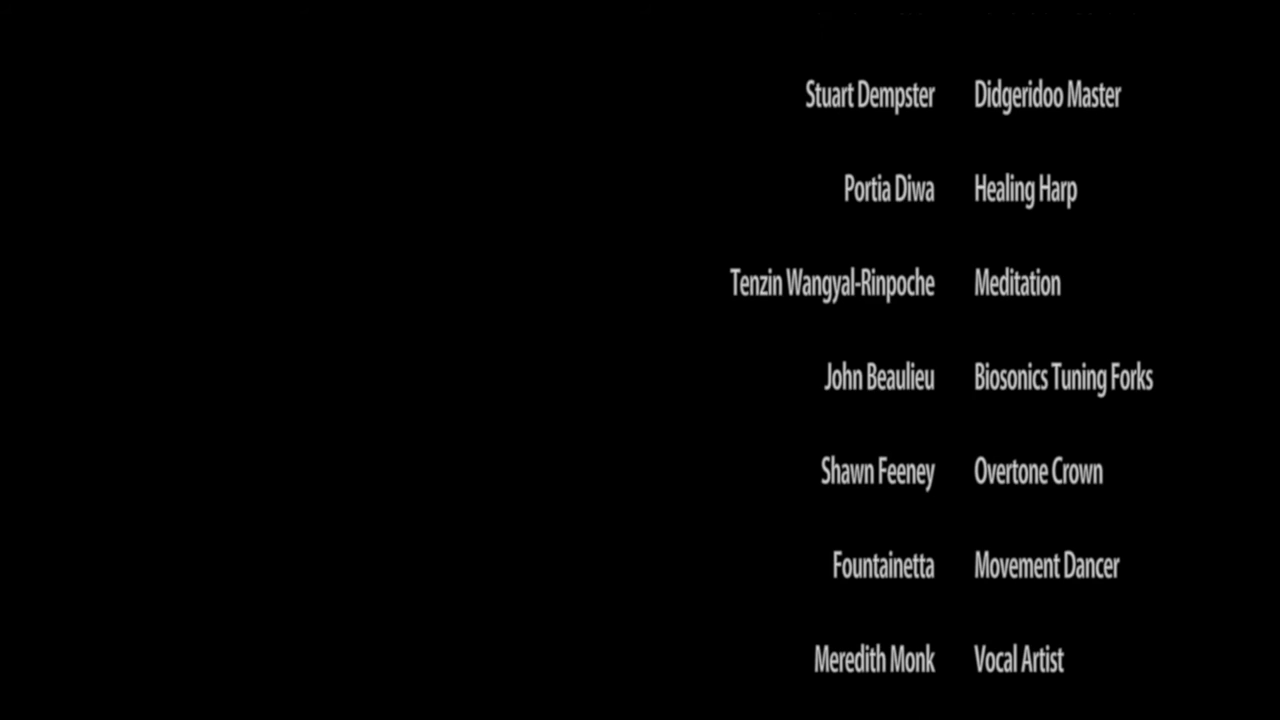 Stuart Dempster Didgeridoo Master
Portia Diwa Healing Harp
Tenzin Wangyal-Rinpoche Meditation
John Beaulieu Biosonics Tuning Forks
Shawn Feeney Overtone Crown
Fountainetta Movement Dancer
Meredith Monk Vocal Artist